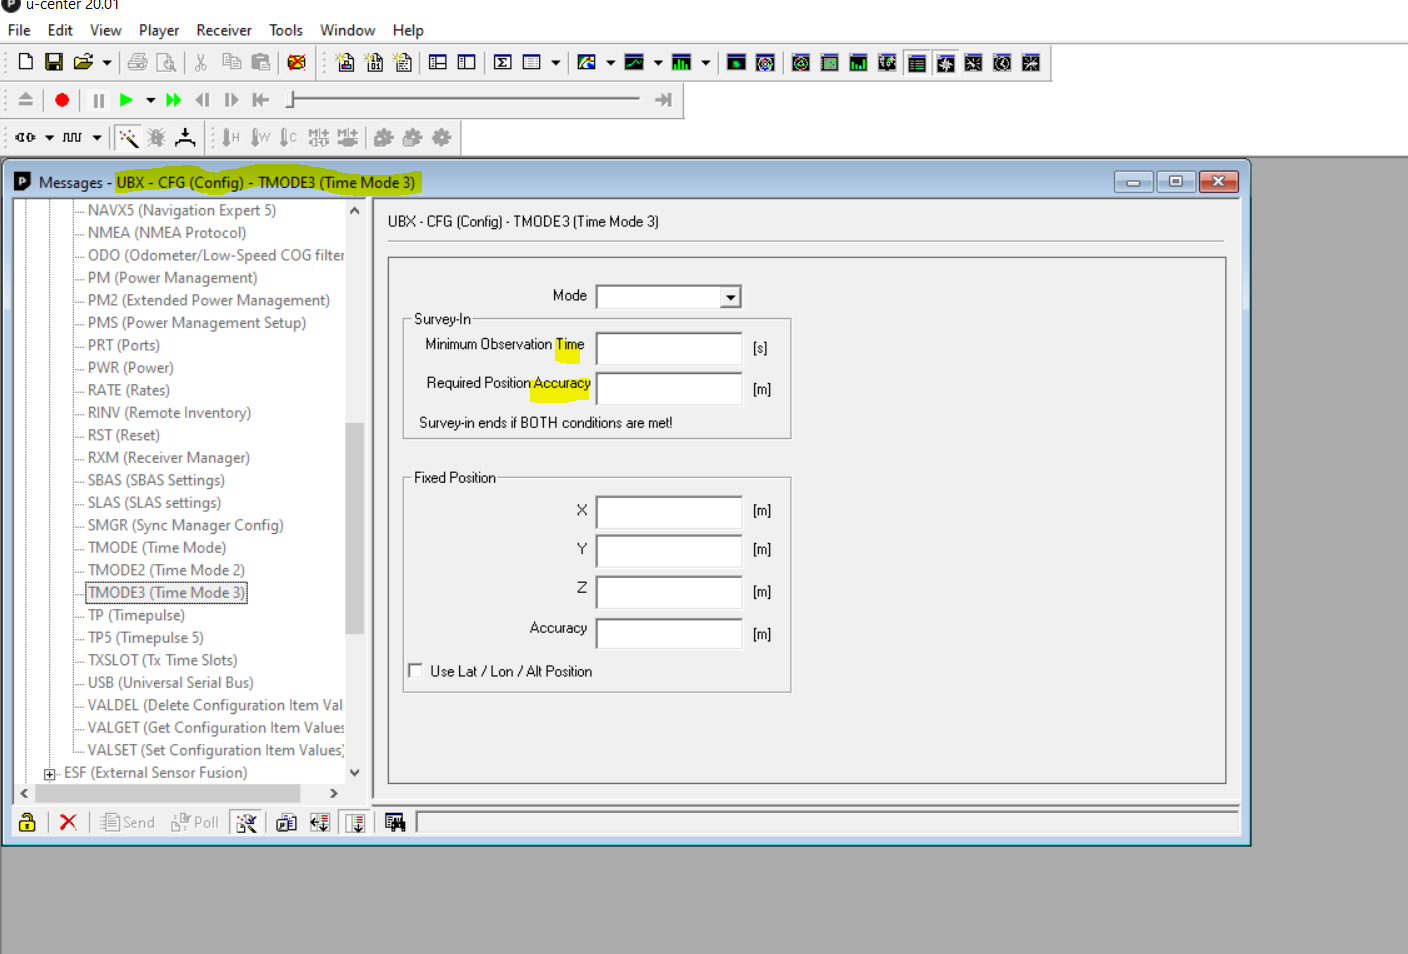 u-center 20.01
File Edit View Player Receiver Tools Window Help
Messages - UBX - CFG (Config) - TMODE3 (Time Mode 3)
NAVX5 (Navigation Expert 5)
NMEA (NMEA Protocol)
ODO (Odometer/Low-Speed COG filter
PM (Power Management)
PM2 (Extended Power Management)
PMS (Power Management Setup)
PRT (Ports)
PWR (Power)
RATE (Rates)
RINV (Remote Inventory)
RST (Reset)
RXM (Receiver Manager)
SBAS (SBAS Settings)
SLAS (SLAS settings)
SMGR (Sync Manager Config)
TMODE (Time Mode)
TMODE2 (Time Mode 2)
TMODE3 (Time Mode 3)
TP (Timepulse)
TP5 (Timepulse 5)
TXSLOT (Tx Time Slots)
USB (Universal Serial Bus)
VALDEL (Delete Configuration Item Val
VALGET (Get Configuration Item Values
VALSET (Set Configuration Item Values)
ESF (External Sensor Fusion)
UBX - CFG (Config) - TMODE3 (Time Mode 3)
Mode
Survey-In
Minimum Observation Time [s]
Required Position Accuracy [m]
Survey-in ends if BOTH conditions are met!
Fixed Position
X [m]
Y [m]
Z [m]
Accuracy [m]
Use Lat / Lon / Alt Position
Send Poll